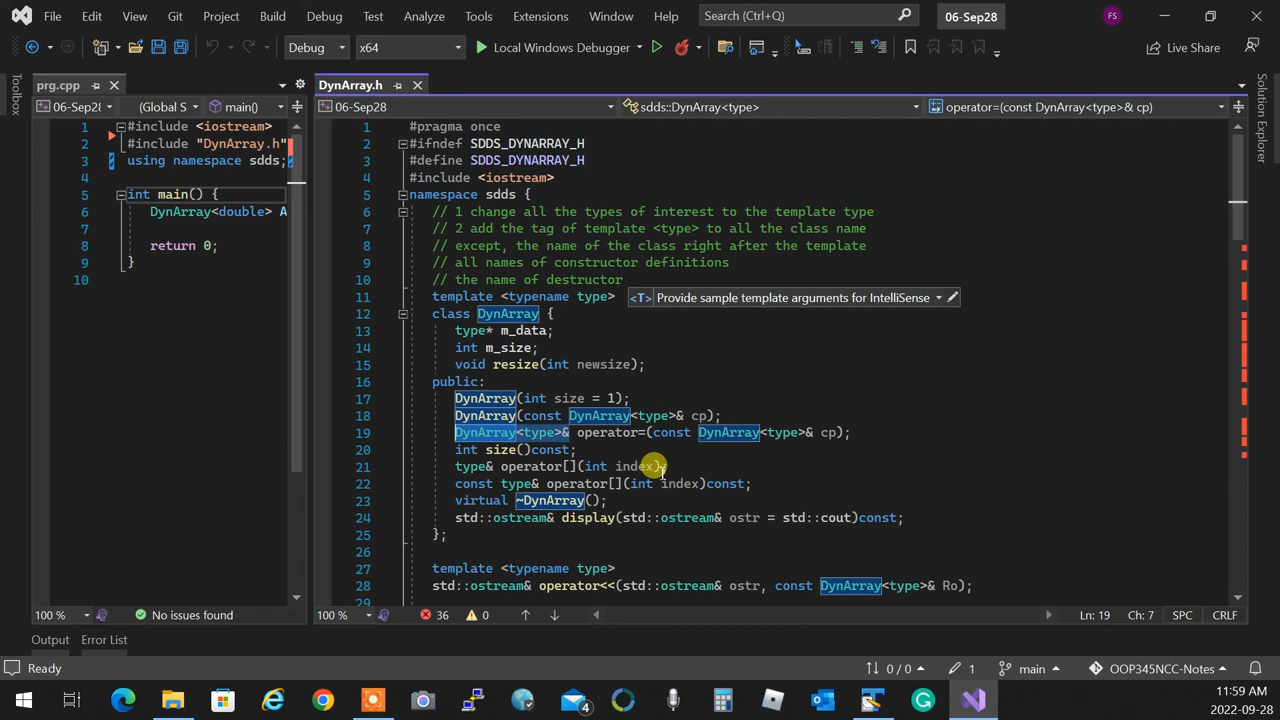 File Edit View Git Project Build Debug Test Analyze Tools Extensions Window Help Search (Ctrl+Q) 06-Sep28 FS
Debug x64 Local Windows Debugger Live Share
Toolbox
prg.cpp DynArray.h
06-Sep28 (Global S main() 06-Sep28 sdds::DynArray<type> operator=(const DynArray<type>& cp)
1 #include <iostream>
2 #include "DynArray.h"
3 using namespace sdds;
4
5 int main() {
6 DynArray<double> A
7
8 return 0;
9 }
10
1 #pragma once
2 #ifndef SDDS_DYNARRAY_H
3 #define SDDS_DYNARRAY_H
4 #include <iostream>
5 namespace sdds {
6 // 1 change all the types of interest to the template type
7 // 2 add the tag of template <type> to all the class name
8 // except, the name of the class right after the template
9 // all names of constructor definitions
10 // the name of destructor
11 template <typename type> <T> Provide sample template arguments for IntelliSense
12 class DynArray {
13 type* m_data;
14 int m_size;
15 void resize(int newsize);
16 public:
17 DynArray(int size = 1);
18 DynArray(const DynArray<type>& cp);
19 DynArray<type>& operator=(const DynArray<type>& cp);
20 int size()const;
21 type& operator[](int index);
22 const type& operator[](int index)const;
23 virtual ~DynArray();
24 std::ostream& display(std::ostream& ostr = std::cout)const;
25 };
26
27 template <typename type>
28 std::ostream& operator<<(std::ostream& ostr, const DynArray<type>& Ro);
29
Solution Explorer
100 % No issues found 100 % 36 0 Ln: 19 Ch: 7 SPC CRLF
Output Error List
Ready 0 / 0 1 main OOP345NCC-Notes
4
11:59 AM
2022-09-28